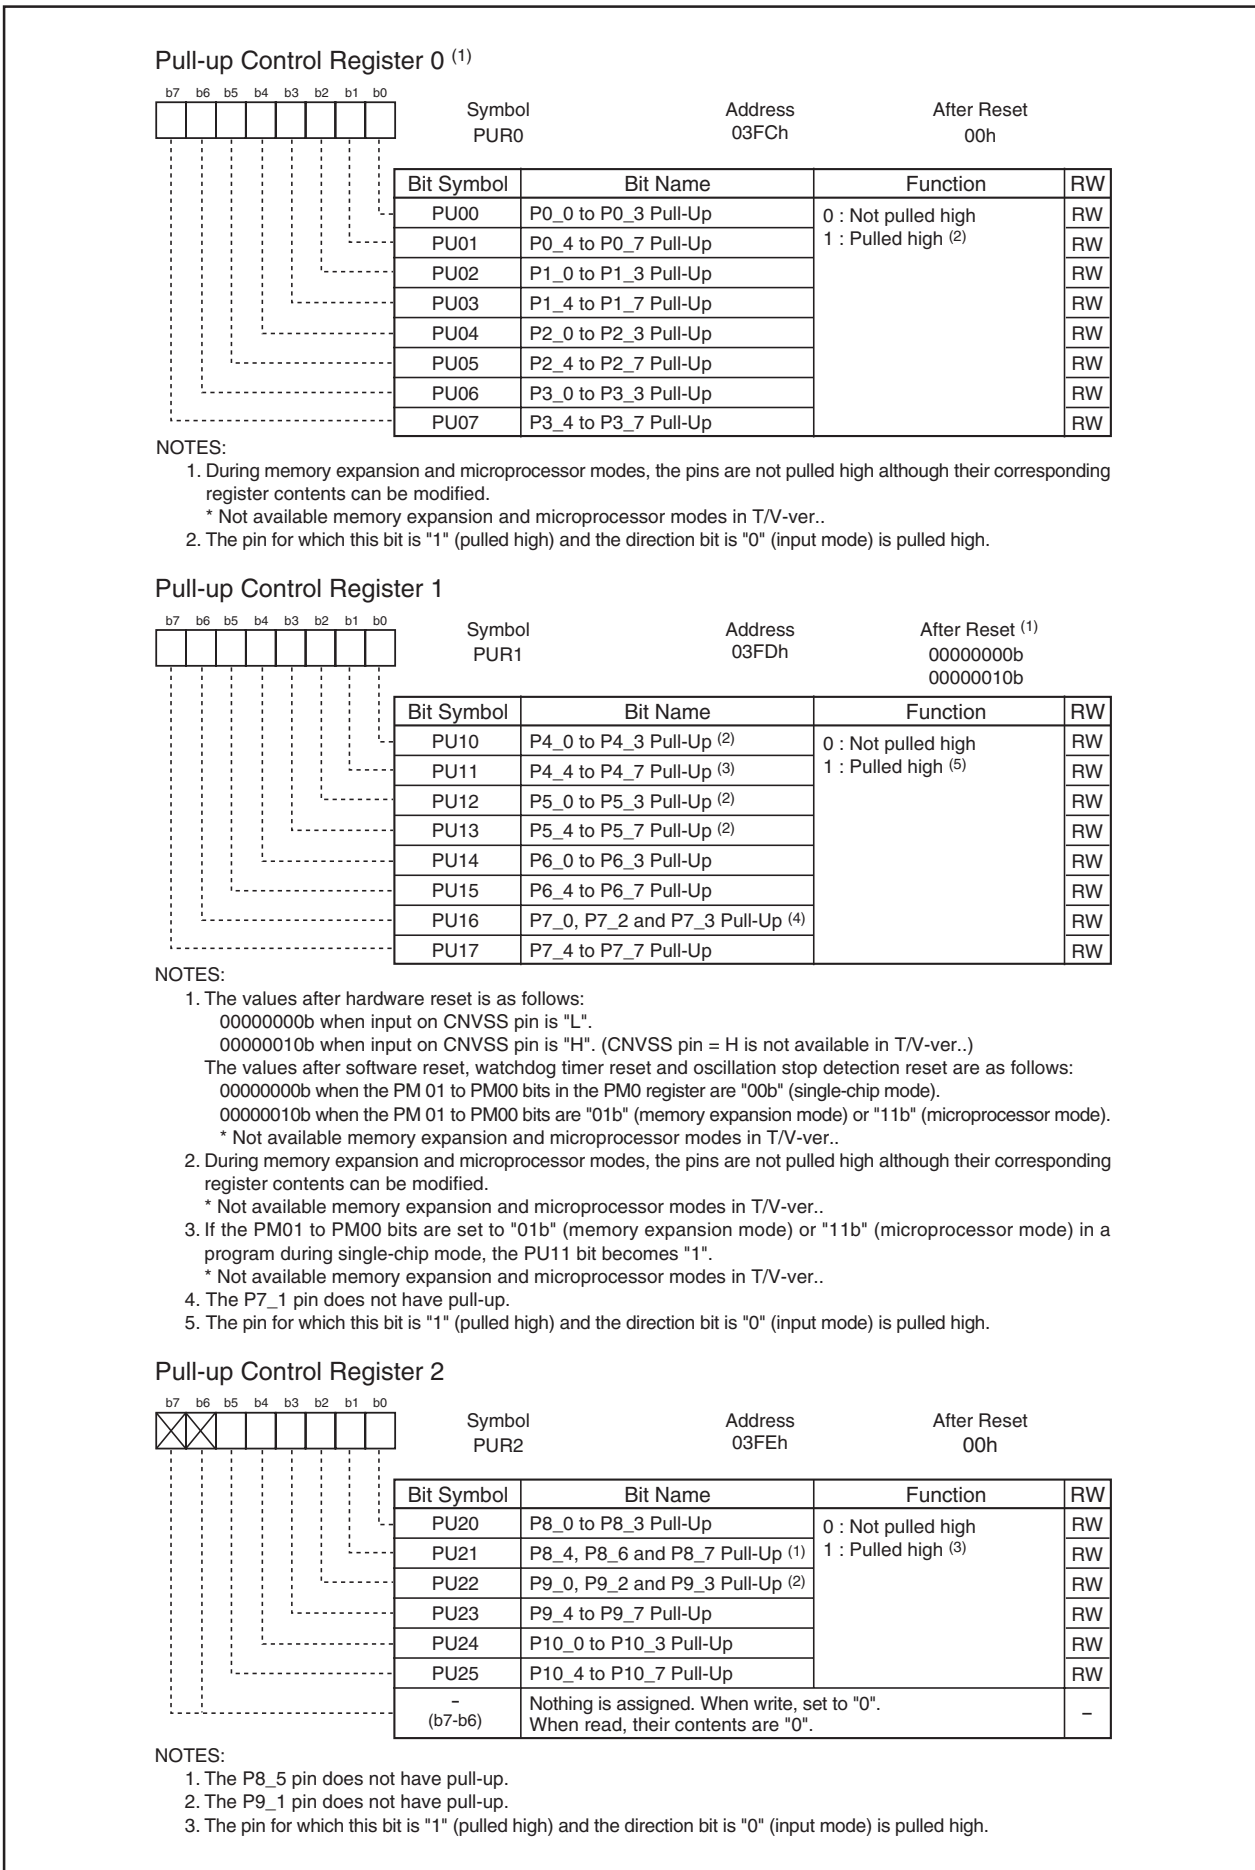 Pull-up Control Register 0 (1)
b7 b6 b5 b4 b3 b2 b1 b0
Symbol Address After Reset
PUR0 03FCh 00h
Bit Symbol Bit Name Function RW
PU00 P0_0 to P0_3 Pull-Up 0 : Not pulled high RW
PU01 P0_4 to P0_7 Pull-Up 1 : Pulled high (2) RW
PU02 P1_0 to P1_3 Pull-Up RW
PU03 P1_4 to P1_7 Pull-Up RW
PU04 P2_0 to P2_3 Pull-Up RW
PU05 P2_4 to P2_7 Pull-Up RW
PU06 P3_0 to P3_3 Pull-Up RW
PU07 P3_4 to P3_7 Pull-Up RW
NOTES:
1. During memory expansion and microprocessor modes, the pins are not pulled high although their corresponding
register contents can be modified.
* Not available memory expansion and microprocessor modes in T/V-ver..
2. The pin for which this bit is "1" (pulled high) and the direction bit is "0" (input mode) is pulled high.
Pull-up Control Register 1
b7 b6 b5 b4 b3 b2 b1 b0
Symbol Address After Reset (1)
PUR1 03FDh 00000000b
00000010b
Bit Symbol Bit Name Function RW
PU10 P4_0 to P4_3 Pull-Up (2) 0 : Not pulled high RW
PU11 P4_4 to P4_7 Pull-Up (3) 1 : Pulled high (5) RW
PU12 P5_0 to P5_3 Pull-Up (2) RW
PU13 P5_4 to P5_7 Pull-Up (2) RW
PU14 P6_0 to P6_3 Pull-Up RW
PU15 P6_4 to P6_7 Pull-Up RW
PU16 P7_0, P7_2 and P7_3 Pull-Up (4) RW
PU17 P7_4 to P7_7 Pull-Up RW
NOTES:
1. The values after hardware reset is as follows:
00000000b when input on CNVSS pin is "L".
00000010b when input on CNVSS pin is "H". (CNVSS pin = H is not available in T/V-ver..)
The values after software reset, watchdog timer reset and oscillation stop detection reset are as follows:
00000000b when the PM 01 to PM00 bits in the PM0 register are "00b" (single-chip mode).
00000010b when the PM 01 to PM00 bits are "01b" (memory expansion mode) or "11b" (microprocessor mode).
* Not available memory expansion and microprocessor modes in T/V-ver..
2. During memory expansion and microprocessor modes, the pins are not pulled high although their corresponding
register contents can be modified.
* Not available memory expansion and microprocessor modes in T/V-ver..
3. If the PM01 to PM00 bits are set to "01b" (memory expansion mode) or "11b" (microprocessor mode) in a
program during single-chip mode, the PU11 bit becomes "1".
* Not available memory expansion and microprocessor modes in T/V-ver..
4. The P7_1 pin does not have pull-up.
5. The pin for which this bit is "1" (pulled high) and the direction bit is "0" (input mode) is pulled high.
Pull-up Control Register 2
b7 b6 b5 b4 b3 b2 b1 b0
Symbol Address After Reset
PUR2 03FEh 00h
Bit Symbol Bit Name Function RW
PU20 P8_0 to P8_3 Pull-Up 0 : Not pulled high RW
PU21 P8_4, P8_6 and P8_7 Pull-Up (1) 1 : Pulled high (3) RW
PU22 P9_0, P9_2 and P9_3 Pull-Up (2) RW
PU23 P9_4 to P9_7 Pull-Up RW
PU24 P10_0 to P10_3 Pull-Up RW
PU25 P10_4 to P10_7 Pull-Up RW
– Nothing is assigned. When write, set to "0". –
(b7-b6) When read, their contents are "0".
NOTES:
1. The P8_5 pin does not have pull-up.
2. The P9_1 pin does not have pull-up.
3. The pin for which this bit is "1" (pulled high) and the direction bit is "0" (input mode) is pulled high.